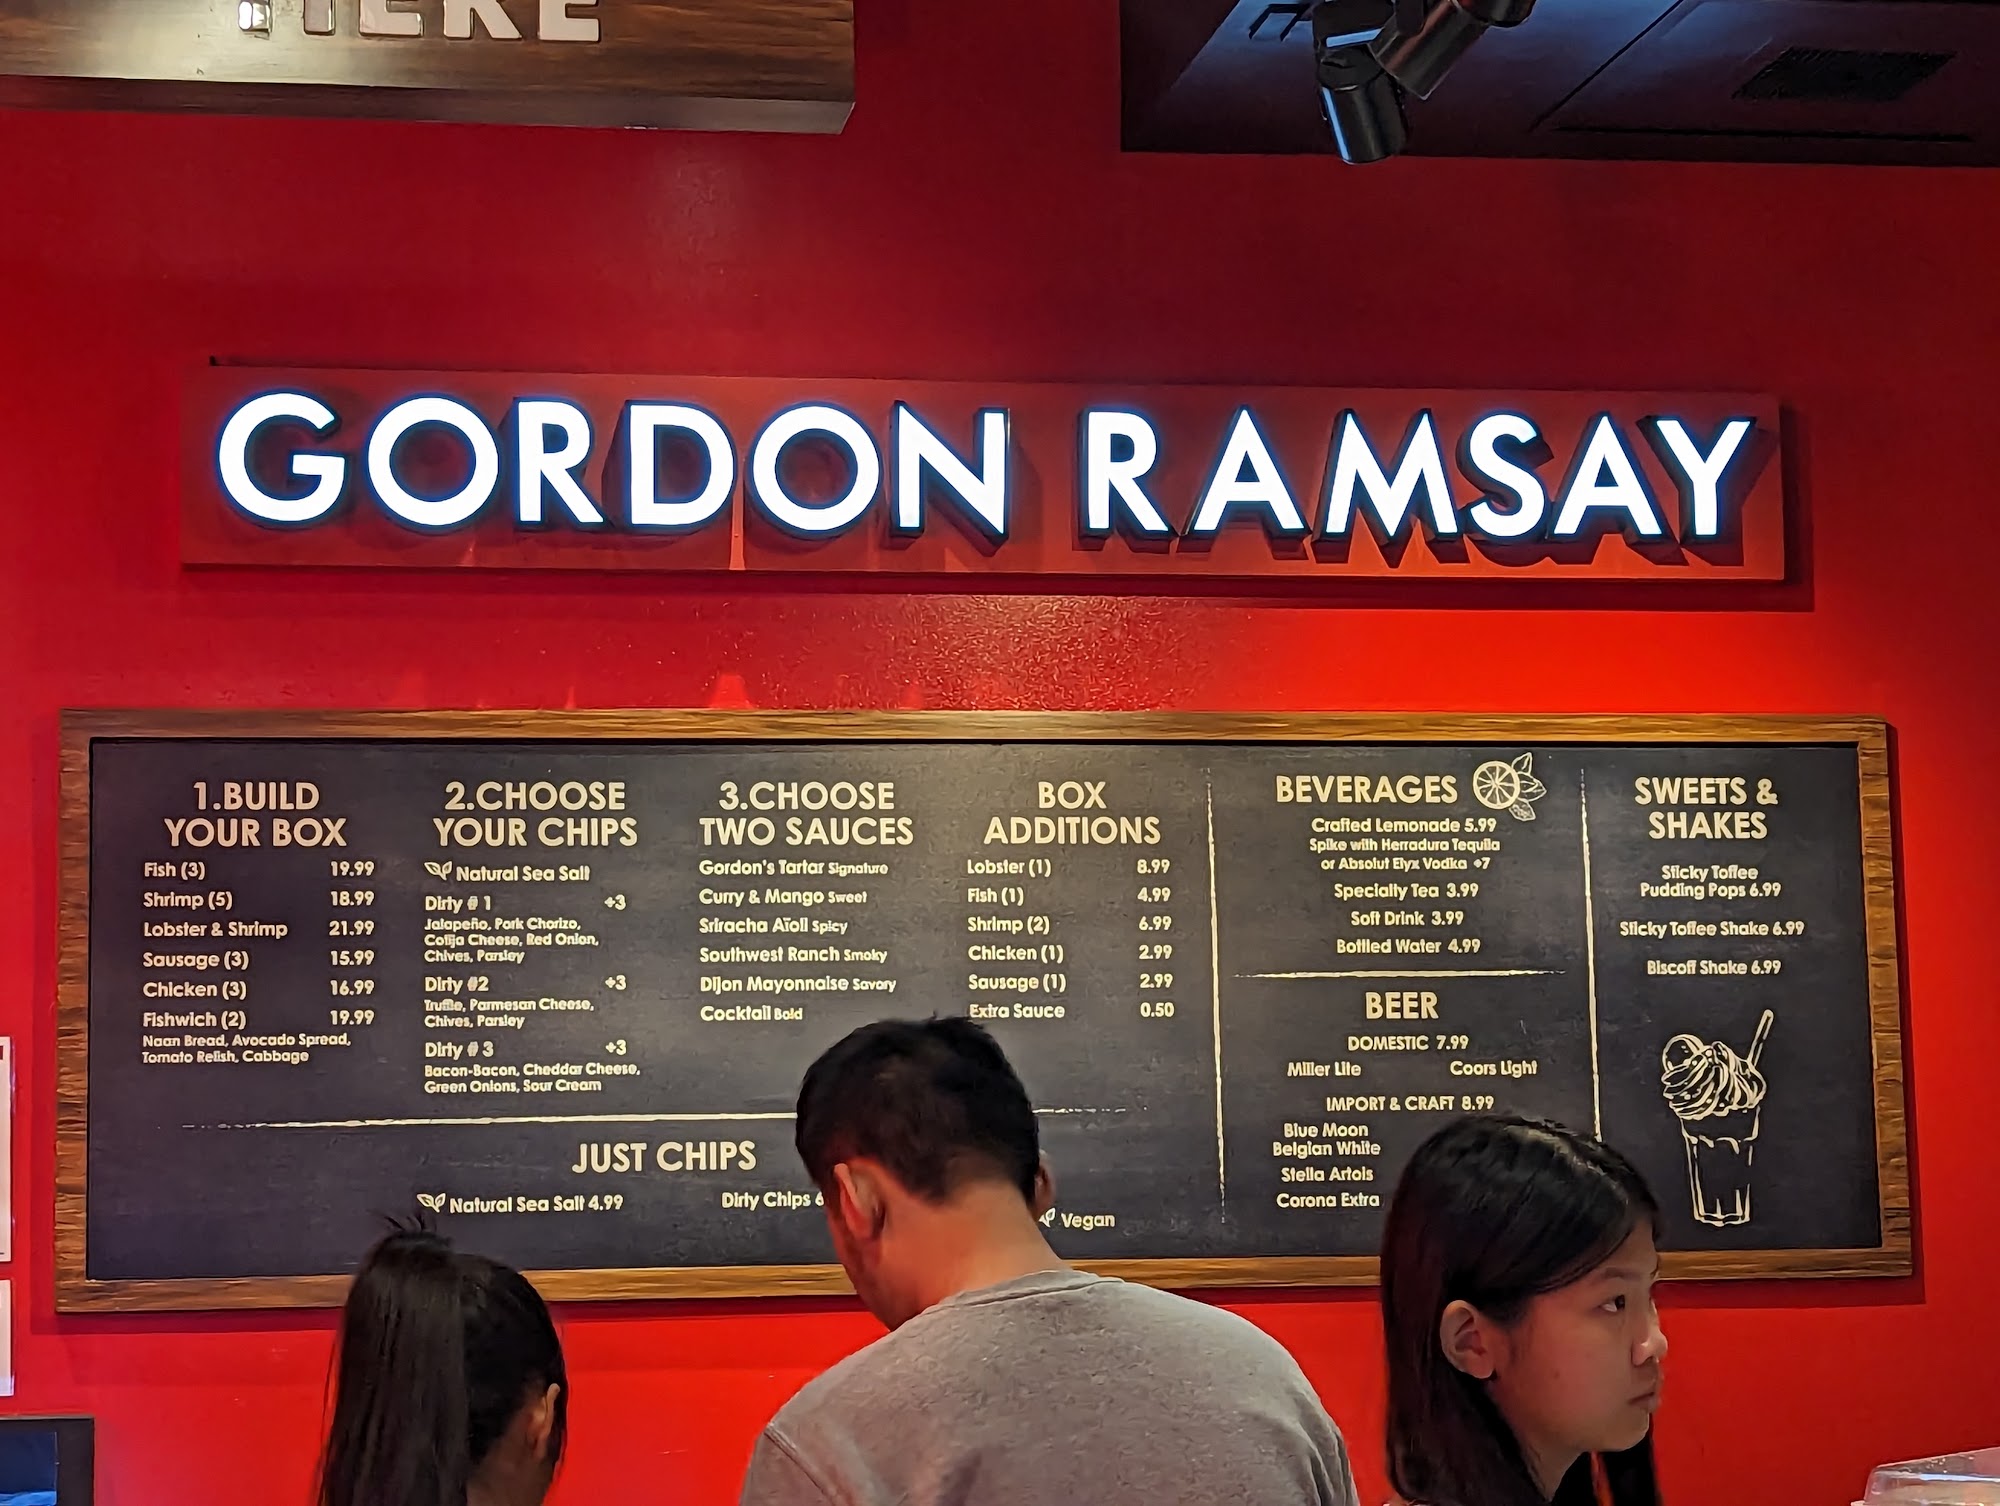 HERE
GORDON RAMSAY
1.BUILD
YOUR BOX
Fish (3) 19.99
Shrimp (5) 18.99
Lobster & Shrimp 21.99
Sausage (3) 15.99
Chicken (3) 16.99
Fishwich (2) 19.99
Naan Bread, Avocado Spread,
Tomato Relish, Cabbage
2.CHOOSE
YOUR CHIPS
Natural Sea Salt
Dirty # 1 +3
Jalapeño, Pork Chorizo,
Cotija Cheese, Red Onion,
Chives, Parsley
Dirty #2 +3
Truffle, Parmesan Cheese,
Chives, Parsley
Dirty # 3 +3
Bacon-Bacon, Cheddar Cheese,
Green Onions, Sour Cream
3.CHOOSE
TWO SAUCES
Gordon's Tartar Signature
Curry & Mango Sweet
Sriracha Aïoli Spicy
Southwest Ranch Smoky
Dijon Mayonnaise Savory
Cocktail Bold
BOX
ADDITIONS
Lobster (1) 8.99
Fish (1) 4.99
Shrimp (2) 6.99
Chicken (1) 2.99
Sausage (1) 2.99
Extra Sauce 0.50
JUST CHIPS
Natural Sea Salt 4.99
Dirty Chips 6
Vegan
BEVERAGES
Crafted Lemonade 5.99
Spike with Herradura Tequila
or Absolut Elyx Vodka +7
Specialty Tea 3.99
Soft Drink 3.99
Bottled Water 4.99
BEER
DOMESTIC 7.99
Miller Lite Coors Light
IMPORT & CRAFT 8.99
Blue Moon
Belgian White
Stella Artois
Corona Extra
SWEETS &
SHAKES
Sticky Toffee
Pudding Pops 6.99
Sticky Toffee Shake 6.99
Biscoff Shake 6.99